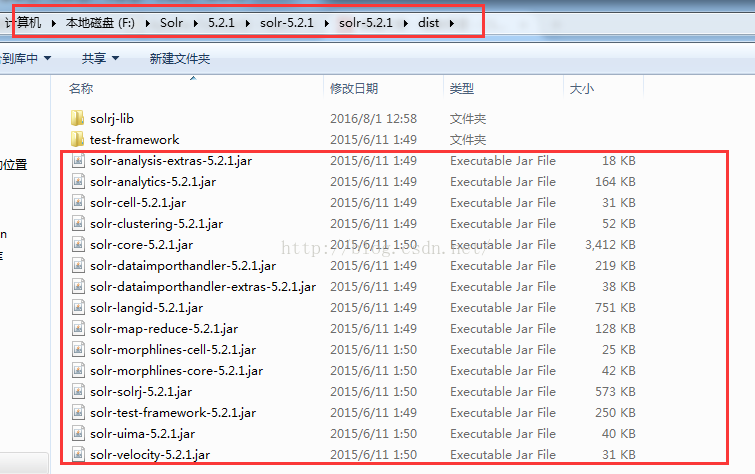 计算机 ▸ 本地磁盘 (F:) ▸ Solr ▸ 5.2.1 ▸ solr-5.2.1 ▸ solr-5.2.1 ▸ dist ▸
含到库中 ▼ 共享 ▼ 新建文件夹
名称 修改日期 类型 大小
solrj-lib 2016/8/1 12:58 文件夹
test-framework 2015/6/11 1:49 文件夹
的位置
solr-analysis-extras-5.2.1.jar 2015/6/11 1:49 Executable Jar File 18 KB
solr-analytics-5.2.1.jar 2015/6/11 1:49 Executable Jar File 164 KB
solr-cell-5.2.1.jar 2015/6/11 1:49 Executable Jar File 31 KB
solr-clustering-5.2.1.jar 2015/6/11 1:49 Executable Jar File 52 KB
solr-core-5.2.1.jar 2015/6/11 1:50 Executable Jar File 3,412 KB
http://blog.csdn.net/
solr-dataimporthandler-5.2.1.jar 2015/6/11 1:49 Executable Jar File 219 KB
solr-dataimporthandler-extras-5.2.1.jar 2015/6/11 1:49 Executable Jar File 38 KB
solr-langid-5.2.1.jar 2015/6/11 1:49 Executable Jar File 751 KB
solr-map-reduce-5.2.1.jar 2015/6/11 1:49 Executable Jar File 128 KB
solr-morphlines-cell-5.2.1.jar 2015/6/11 1:50 Executable Jar File 25 KB
solr-morphlines-core-5.2.1.jar 2015/6/11 1:50 Executable Jar File 42 KB
solr-solrj-5.2.1.jar 2015/6/11 1:50 Executable Jar File 573 KB
solr-test-framework-5.2.1.jar 2015/6/11 1:49 Executable Jar File 250 KB
solr-uima-5.2.1.jar 2015/6/11 1:50 Executable Jar File 40 KB
solr-velocity-5.2.1.jar 2015/6/11 1:50 Executable Jar File 31 KB